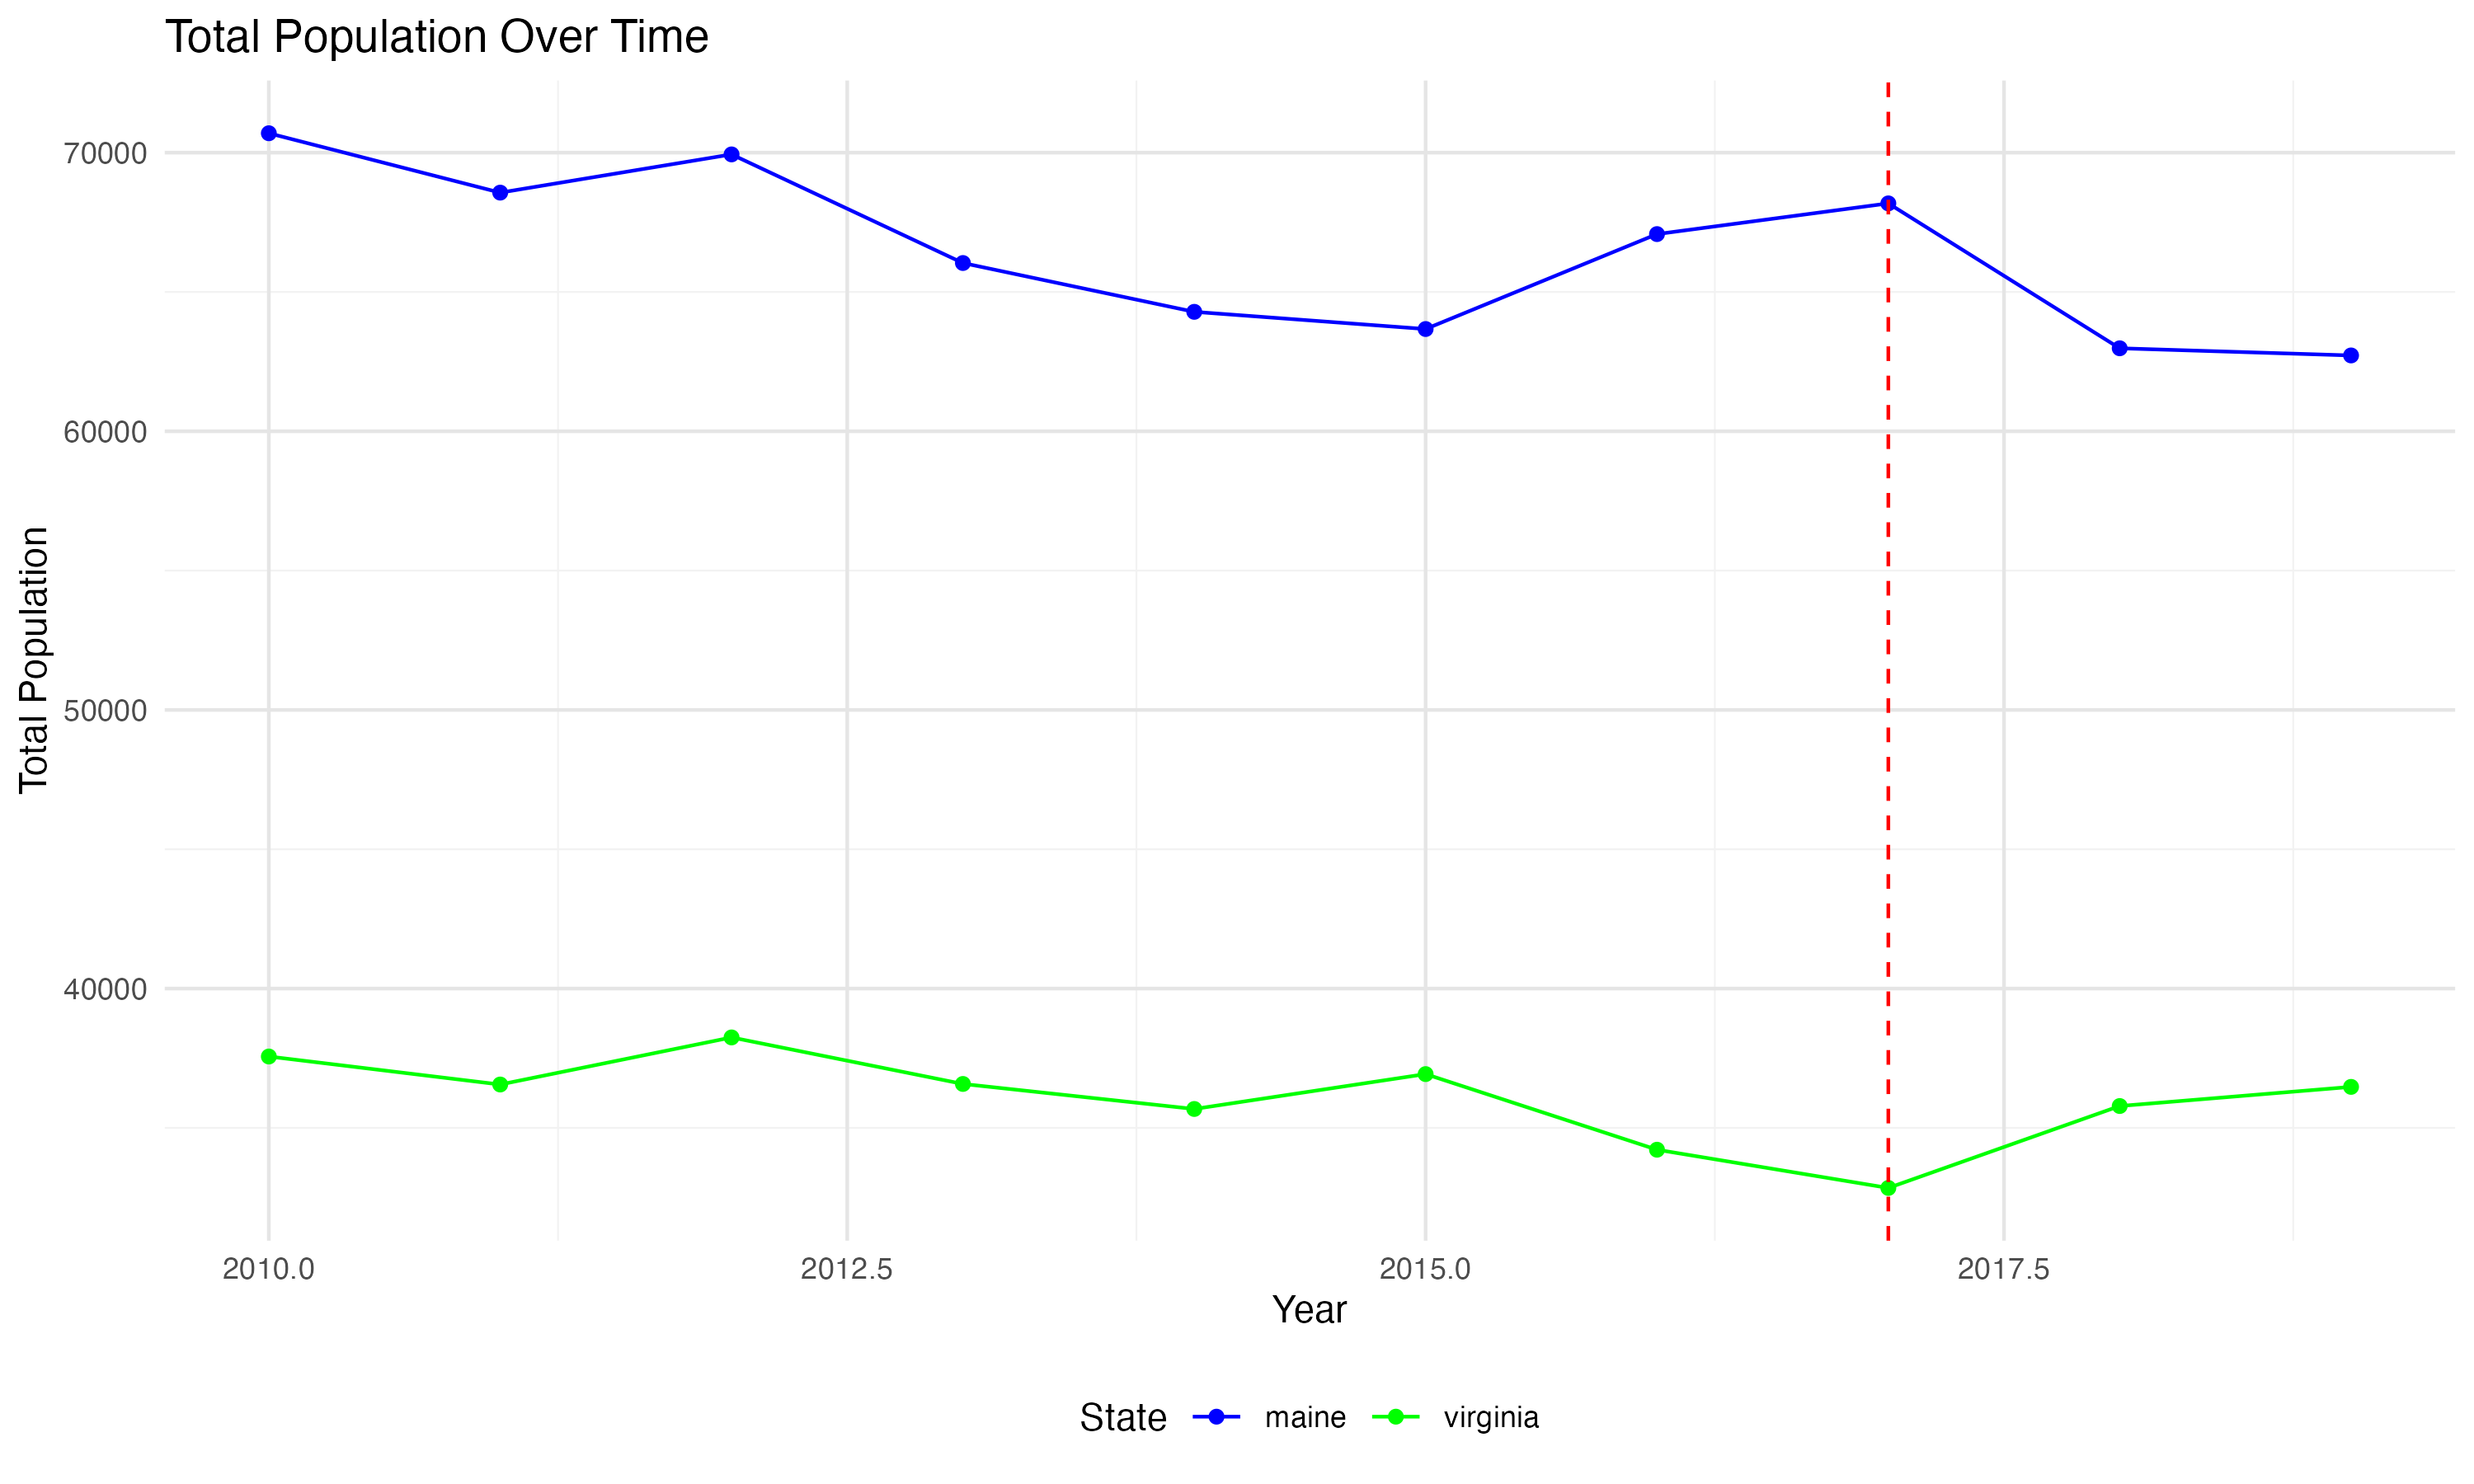 Total Population Over Time
Total Population
70000
60000
50000
40000
2010.0 2012.5 2015.0 2017.5
Year
State maine virginia